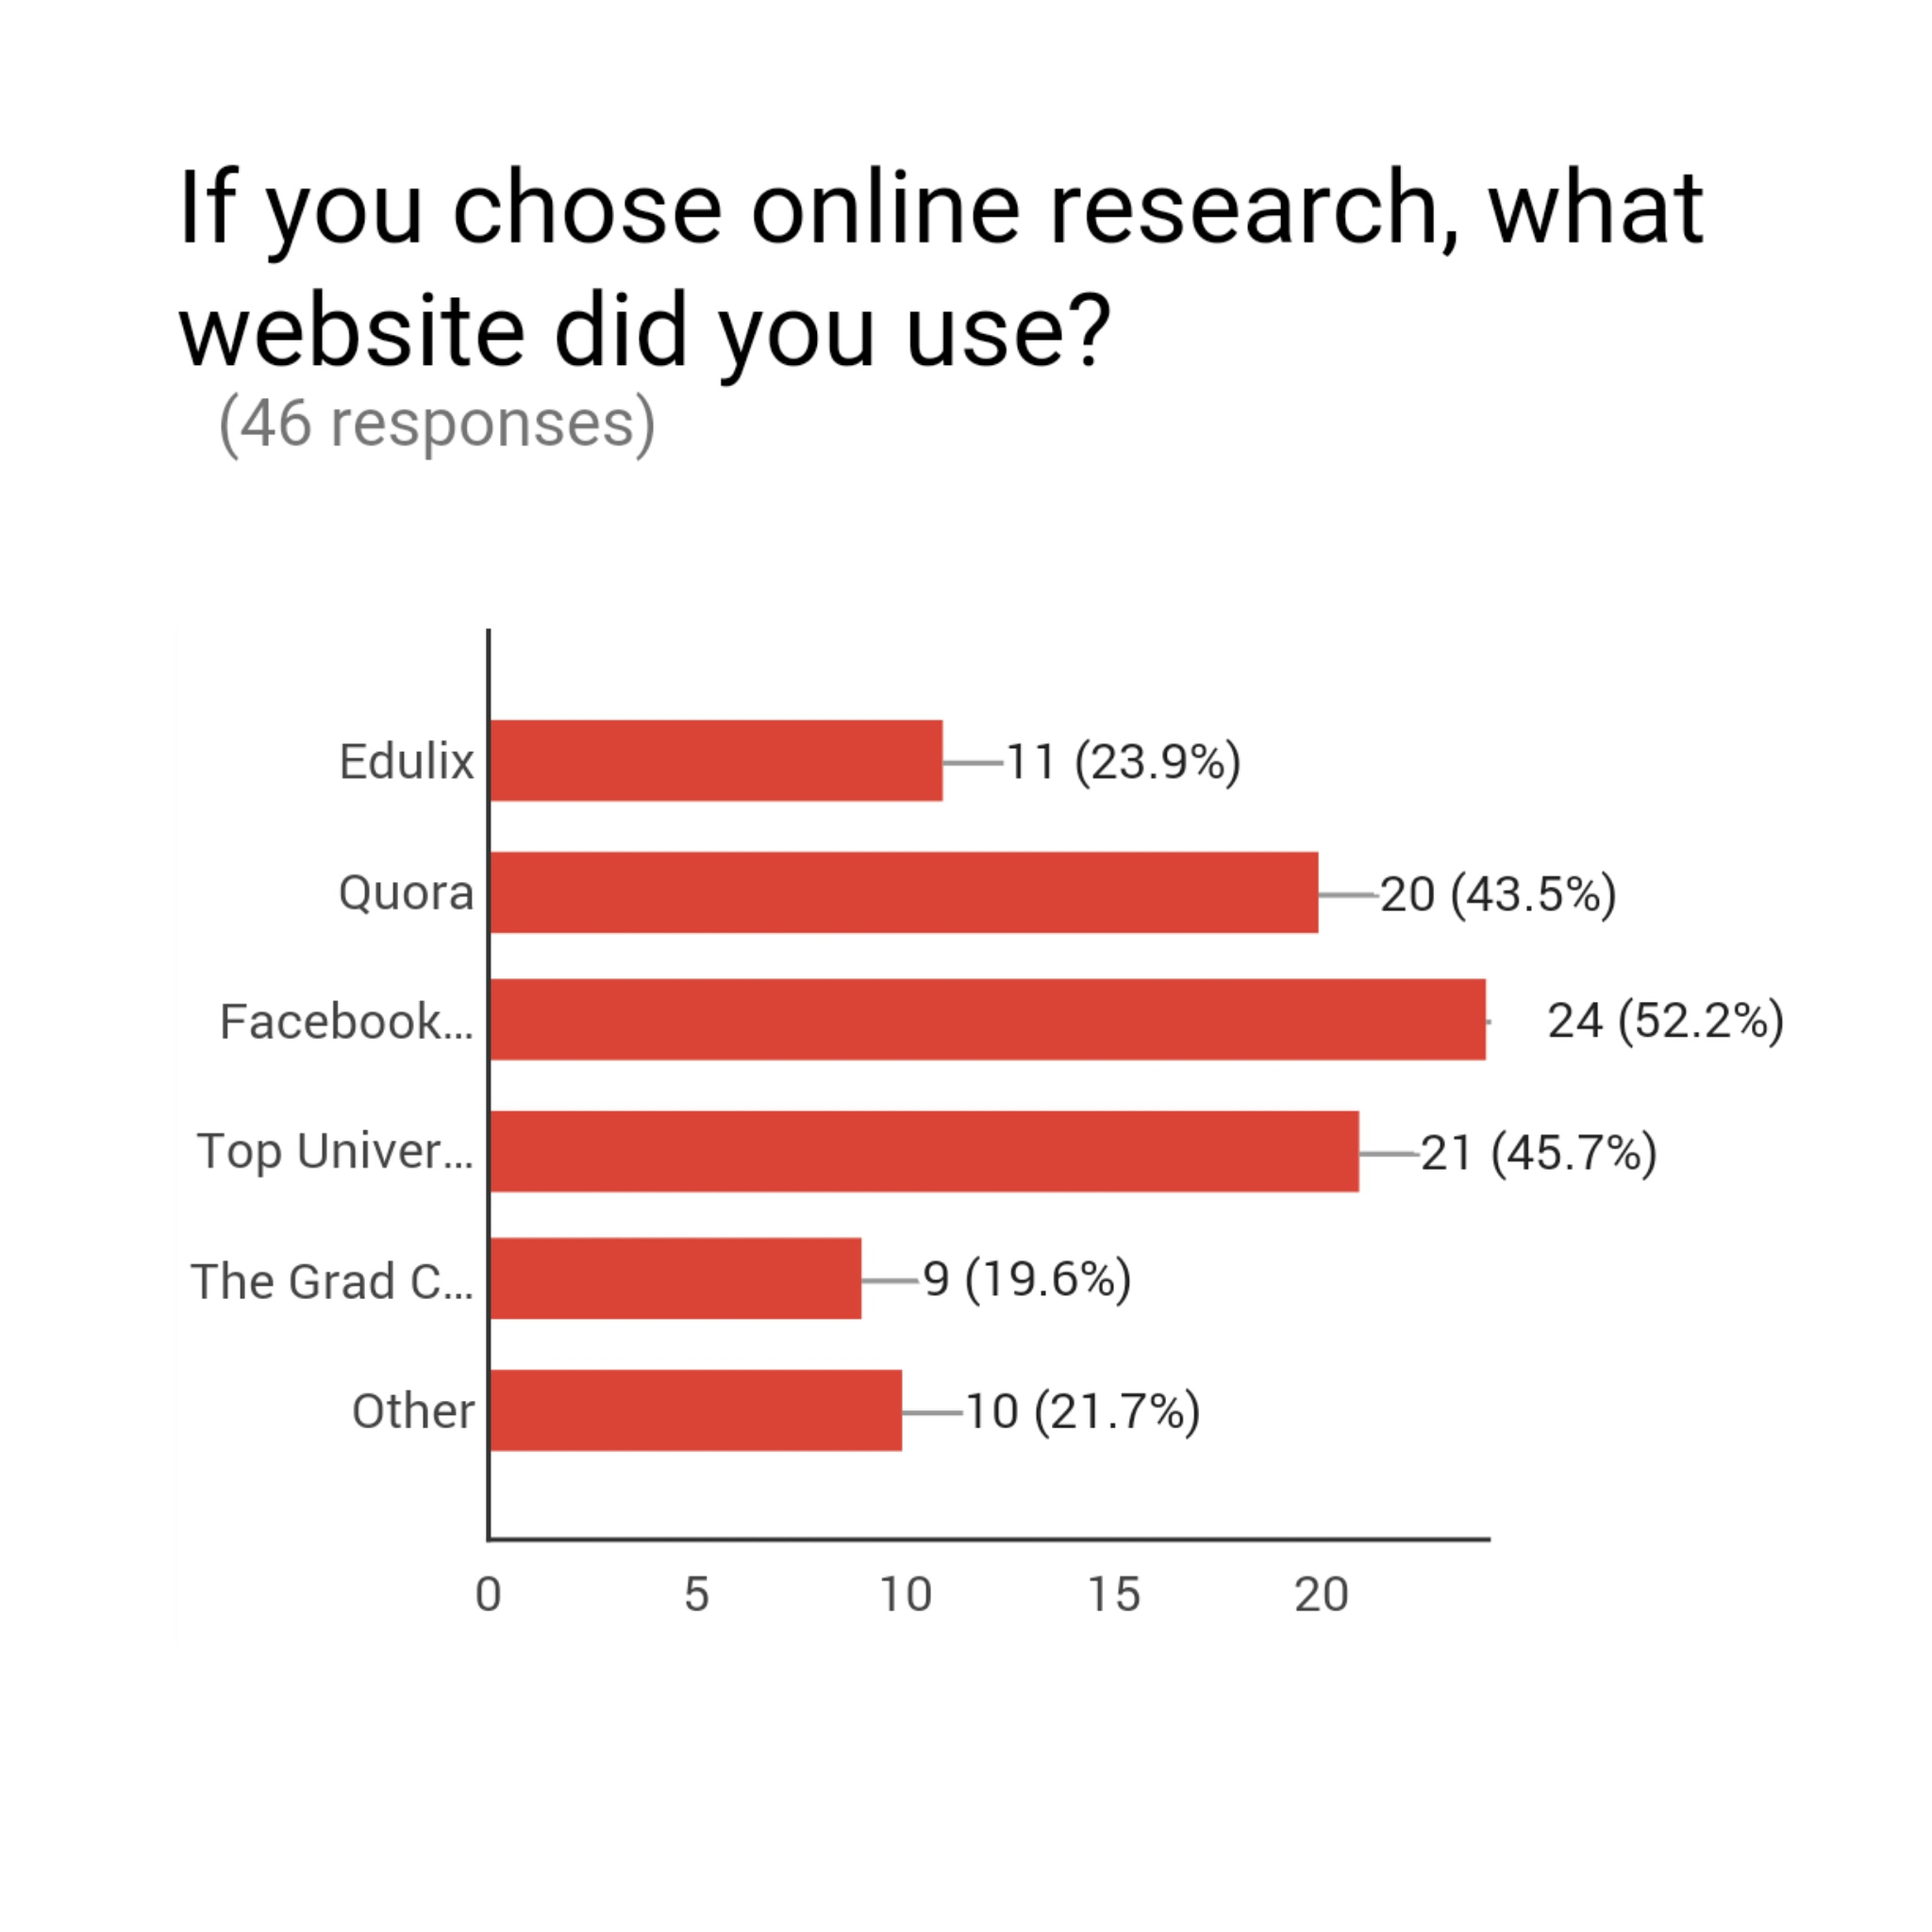 If you chose online research, what
website did you use?
(46 responses)
Edulix
11 (23.9%)
Quora
20 (43.5%)
Facebook...
24 (52.2%)
Top Univer...
21 (45.7%)
The Grad C...
9 (19.6%)
Other
10 (21.7%)
0 5 10 15 20